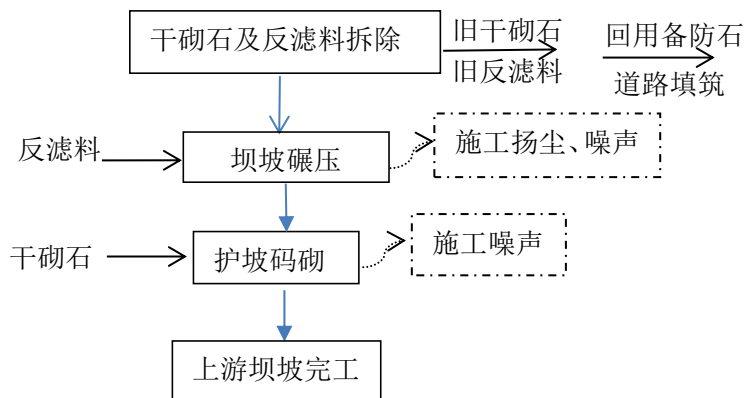 干砌石及反滤料拆除
旧干砌石
旧反滤料
回用备防石
道路填筑
反滤料
坝坡碾压
施工扬尘、噪声
干砌石
护坡码砌
施工噪声
上游坝坡完工